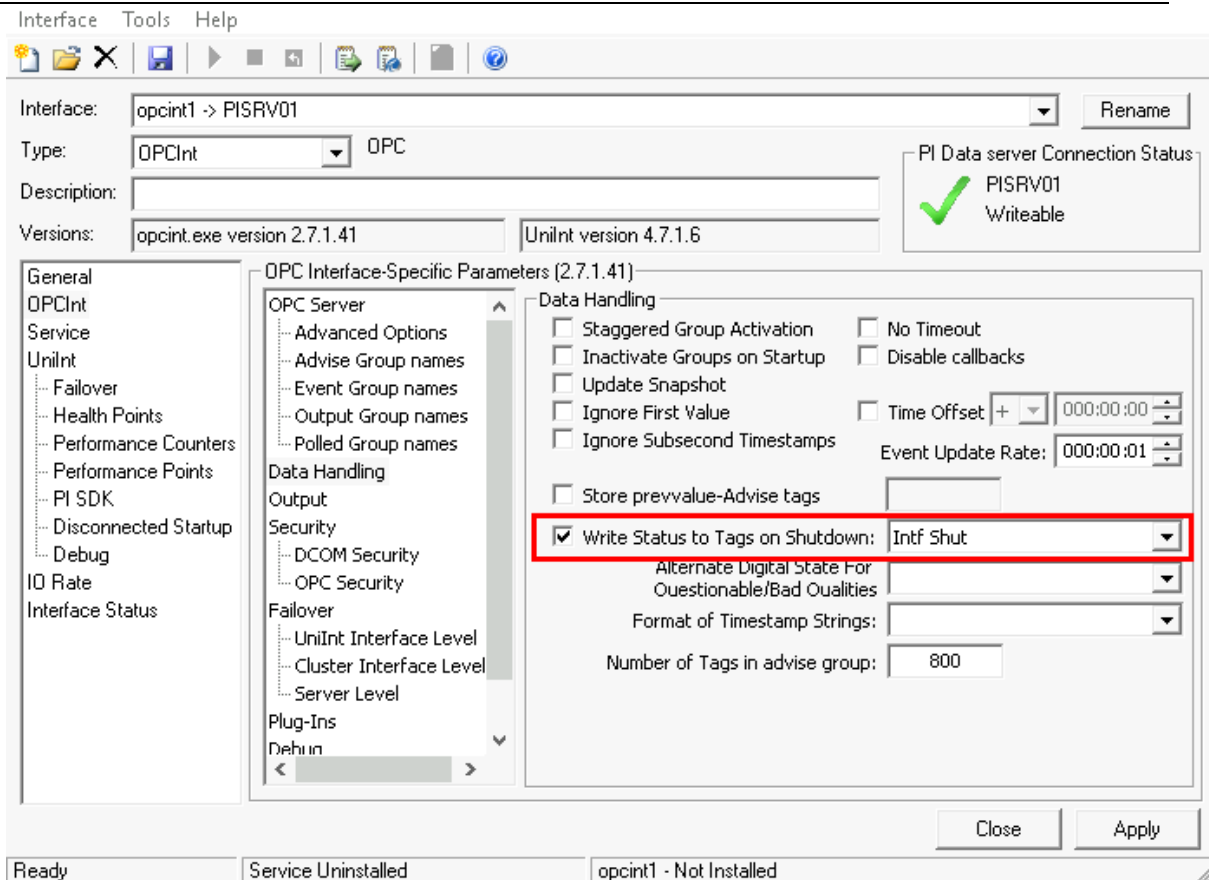 Interface Tools Help
Interface: opcint1 -> PISRV01 Rename
Type: OPCInt OPC
PI Data server Connection Status
PISRV01
Writeable
Description:
Versions: opcint.exe version 2.7.1.41 UniInt version 4.7.1.6
General
OPCInt
Service
UniInt
Failover
Health Points
Performance Counters
Performance Points
PI SDK
Disconnected Startup
Debug
IO Rate
Interface Status
OPC Interface-Specific Parameters (2.7.1.41)
OPC Server
Advanced Options
Advise Group names
Event Group names
Output Group names
Polled Group names
Data Handling
Output
Security
DCOM Security
OPC Security
Failover
UniInt Interface Level
Cluster Interface Level
Server Level
Plug-Ins
Debug
Data Handling
Staggered Group Activation No Timeout
Inactivate Groups on Startup Disable callbacks
Update Snapshot
Ignore First Value Time Offset + 000:00:00
Ignore Subsecond Timestamps
Event Update Rate: 000:00:01
Store prevvalue-Advise tags
Write Status to Tags on Shutdown: Intf Shut
Alternate Digital State For
Questionable/Bad Qualities
Format of Timestamp Strings:
Number of Tags in advise group: 800
Close Apply
Ready Service Uninstalled opcint1 - Not Installed